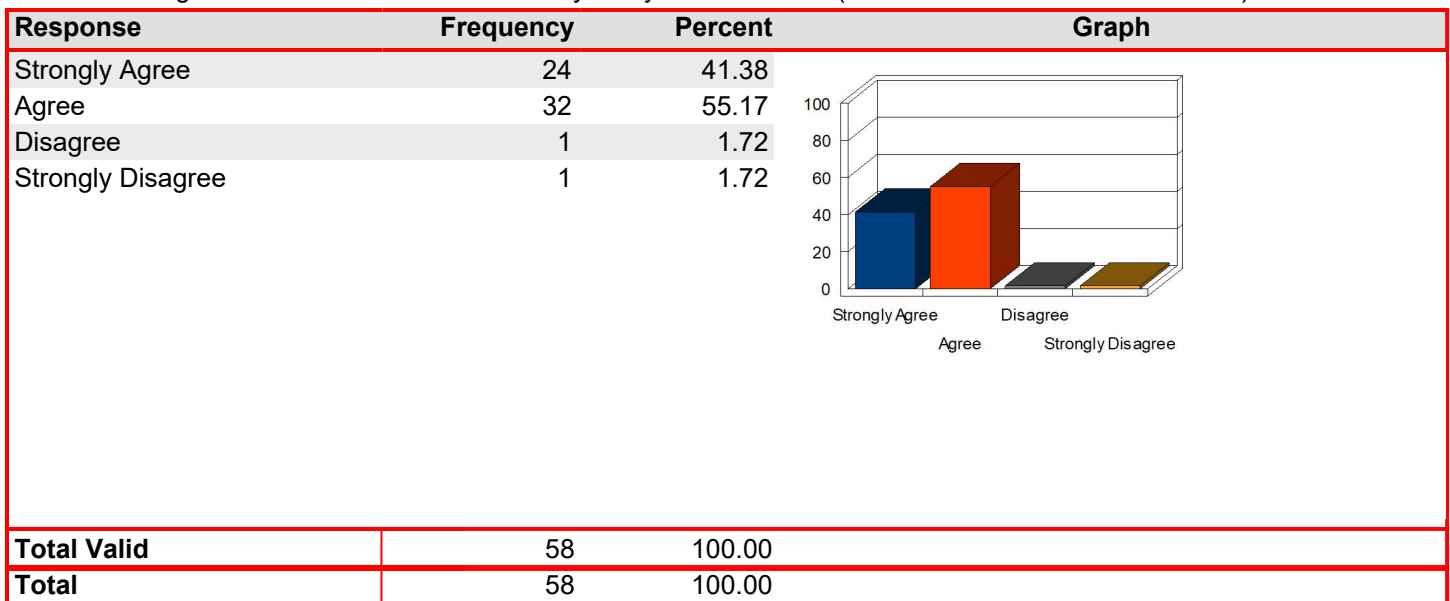 Response Frequency Percent Graph
Strongly Agree 24 41.38
Agree 32 55.17
Disagree 1 1.72
Strongly Disagree 1 1.72
100
80
60
40
20
0
Strongly Agree Disagree
Agree Strongly Disagree
Total Valid 58 100.00
Total 58 100.00